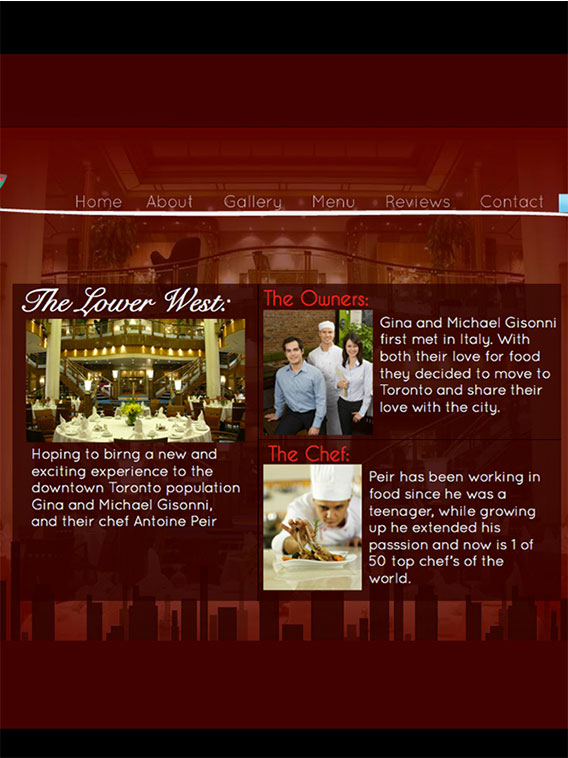 Home About Gallery Menu Reviews Contact
The Lower West:
Hoping to birng a new and
exciting experience to the
downtown Toronto population
Gina and Michael Gisonni,
and their chef Antoine Peir
The Owners:
Gina and Michael Gisonni
first met in Italy. With
both their love for food
they decided to move to
Toronto and share their
love with the city.
The Chef:
Peir has been working in
food since he was a
teenager, while growing
up he extended his
passsion and now is 1 of
50 top chef's of the
world.